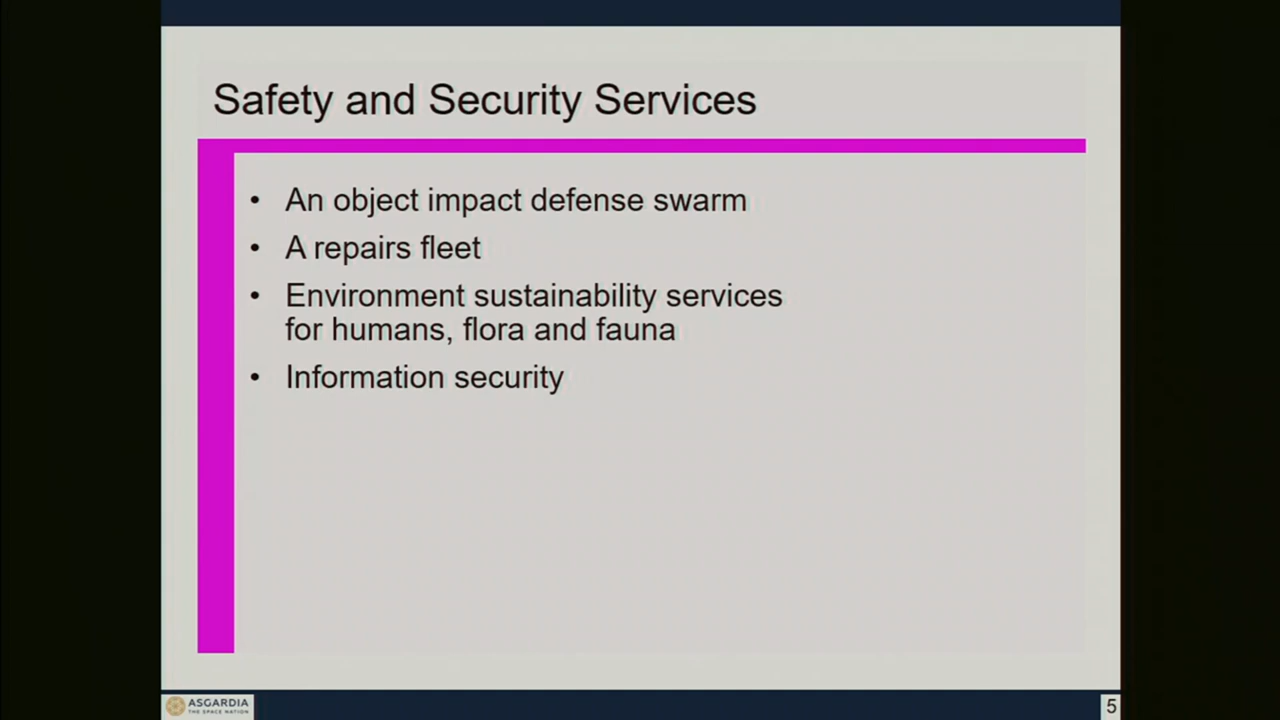 Safety and Security Services
• An object impact defense swarm
• A repairs fleet
• Environment sustainability services
for humans, flora and fauna
• Information security
ASGARDIA
THE SPACE NATION
5